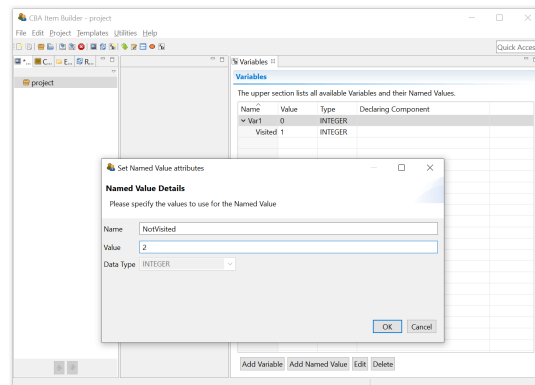 CBA Item Builder - project
File Edit Project Templates Utilities Help
Quick Acces
*... C... E... R...
Variables
project
Variables
The upper section lists all available Variables and their Named Values.
Name Value Type Declaring Component
Var1 0 INTEGER
Visited 1 INTEGER
Set Named Value attributes
Named Value Details
Please specify the values to use for the Named Value
Name NotVisited
Value 2
Data Type INTEGER
OK Cancel
Add Variable Add Named Value Edit Delete